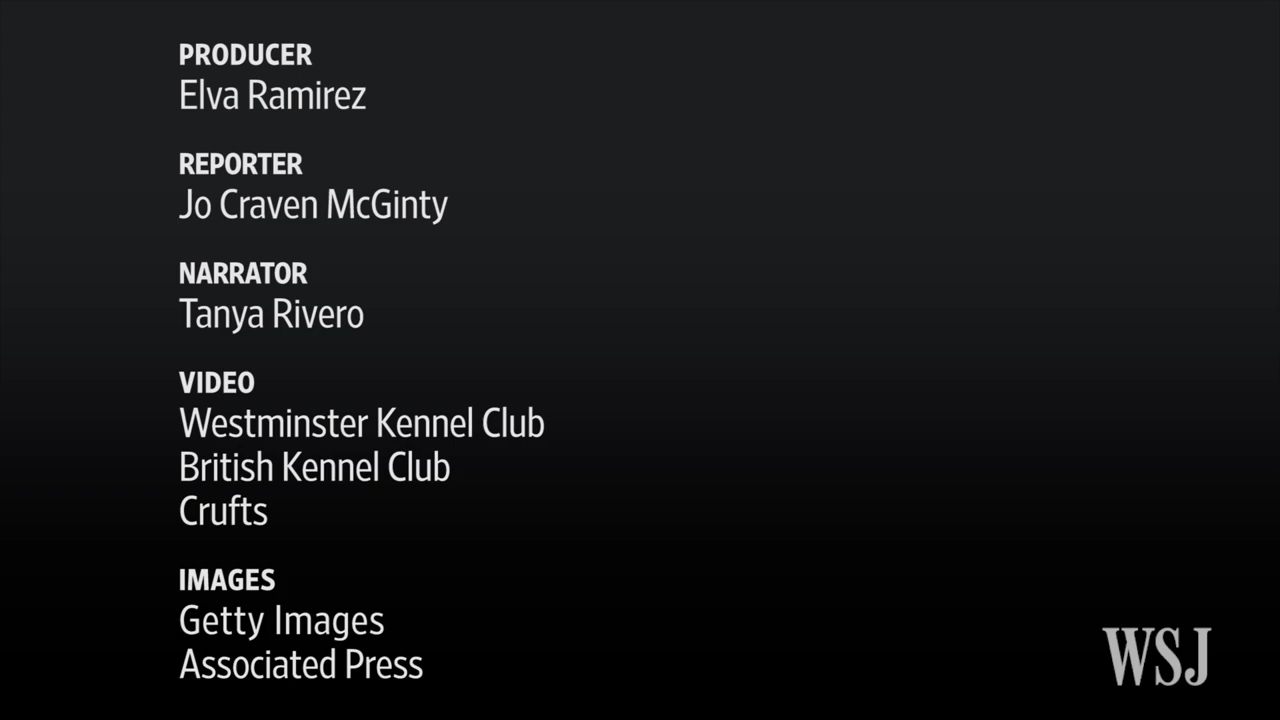 PRODUCER
Elva Ramirez
REPORTER
Jo Craven McGinty
NARRATOR
Tanya Rivero
VIDEO
Westminster Kennel Club
British Kennel Club
Crufts
IMAGES
Getty Images
Associated Press
WSJ